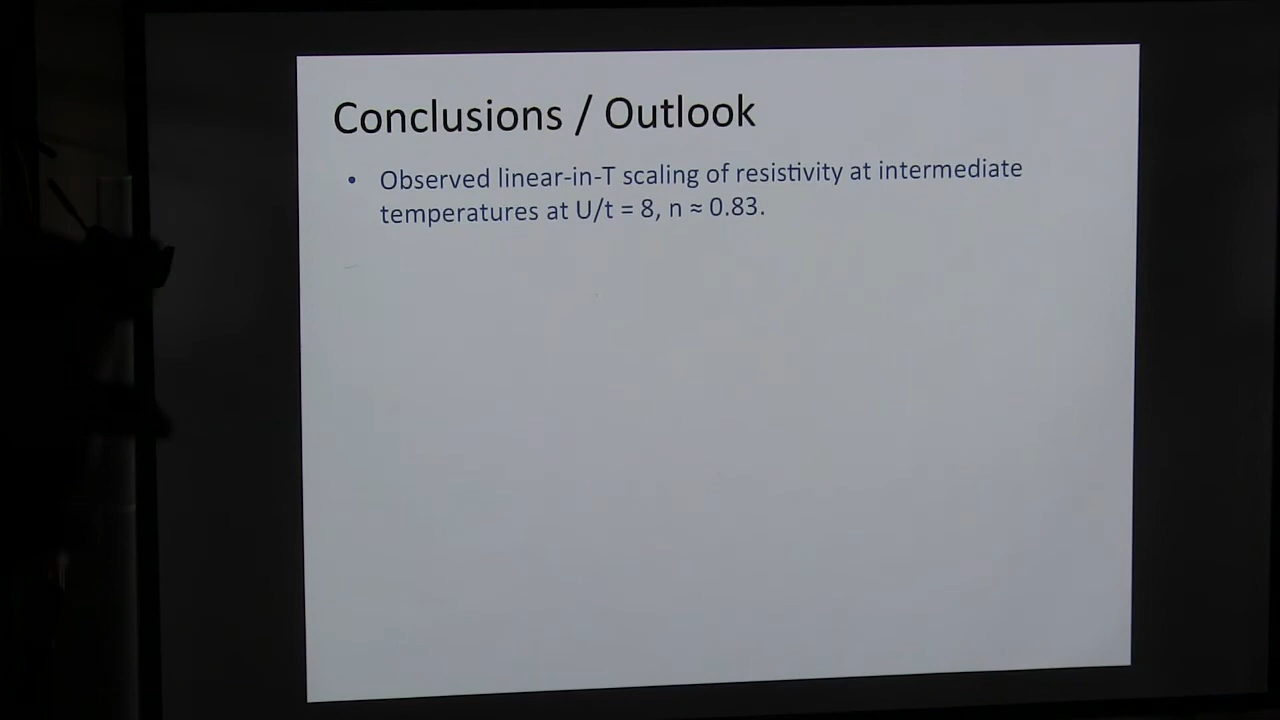 Conclusions / Outlook
• Observed linear-in-T scaling of resistivity at intermediate
temperatures at U/t = 8, n ≈ 0.83.